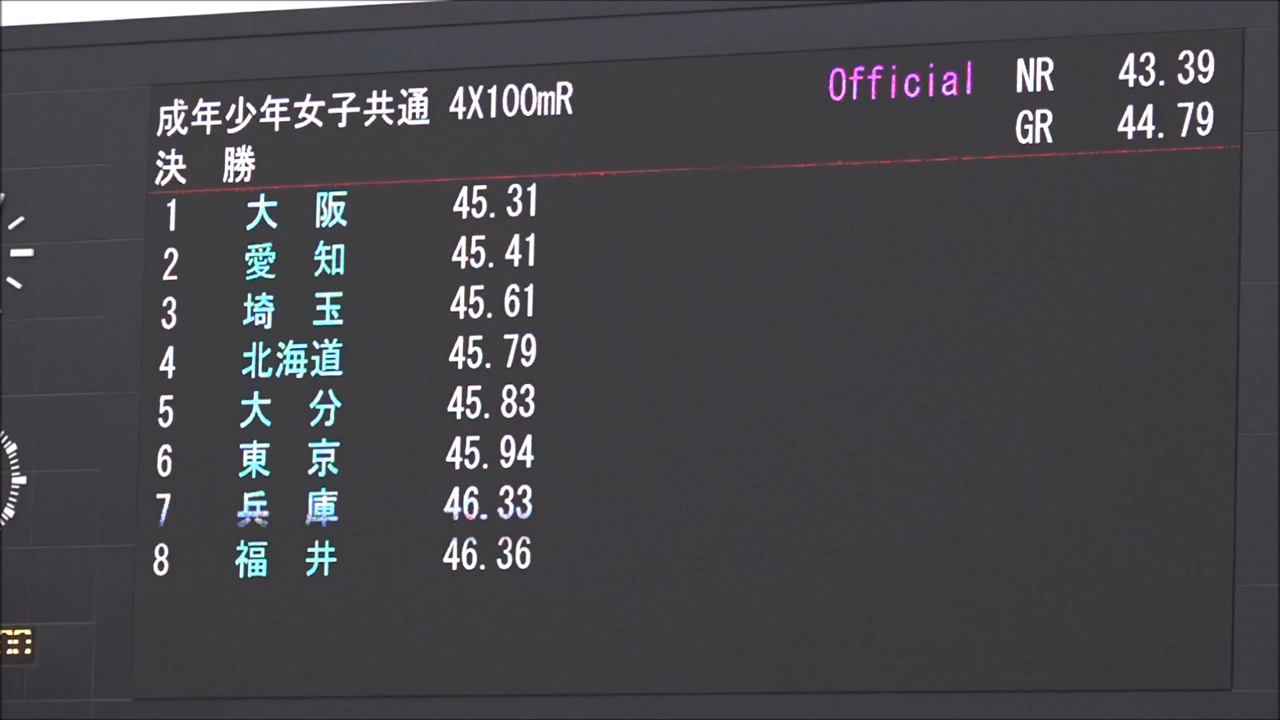 成年少年女子共通 4X100mR Official NR 43.39
決 勝 GR 44.79
1 大 阪 45.31
2 愛 知 45.41
3 埼 玉 45.61
4 北海道 45.79
5 大 分 45.83
6 東 京 45.94
7 兵 庫 46.33
8 福 井 46.36